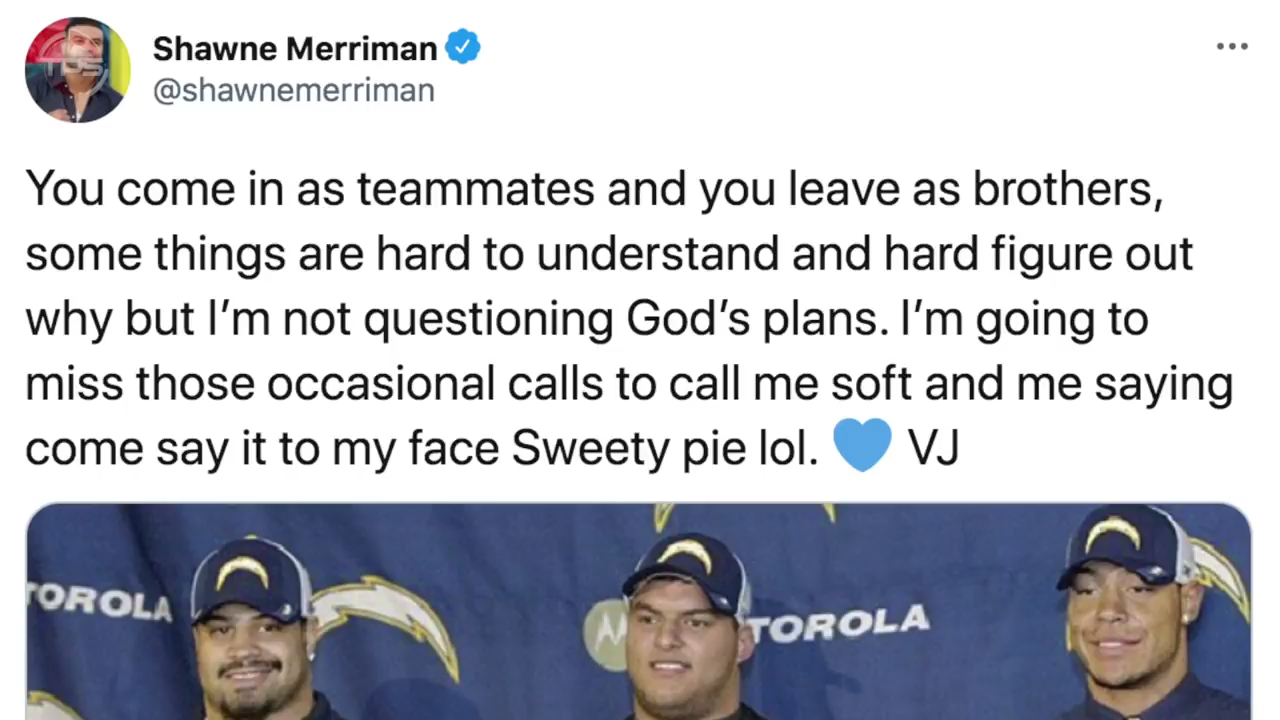 Shawne Merriman
@shawnemerriman
You come in as teammates and you leave as brothers,
some things are hard to understand and hard figure out
why but I’m not questioning God’s plans. I’m going to
miss those occasional calls to call me soft and me saying
come say it to my face Sweety pie lol. 💙 VJ
TOROLA
TOROLA